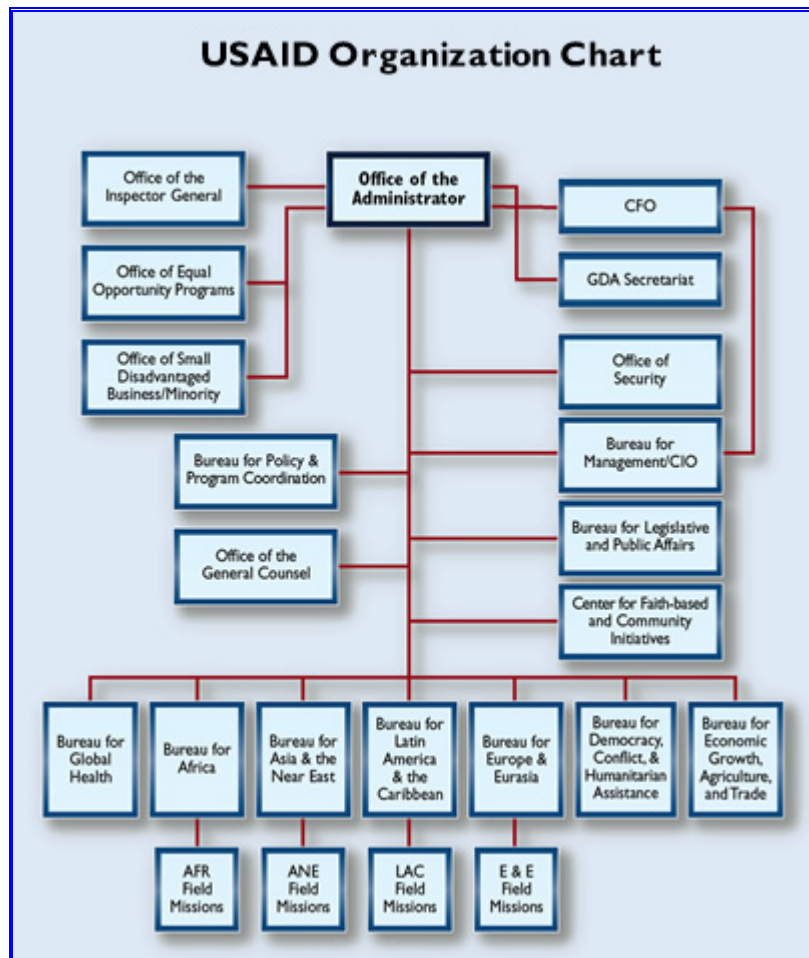 USAID Organization Chart
Office of the
Inspector General
Office of the
Administrator
CFO
Office of Equal
Opportunity Programs
GDA Secretariat
Office of Small
Disadvantaged
Business/Minority
Office of
Security
Bureau for Policy &
Program Coordination
Bureau for
Management/CIO
Office of the
General Counsel
Bureau for Legislative
and Public Affairs
Center for Faith-based
and Community
Initiatives
Bureau for
Global
Health
Bureau for
Africa
Bureau for
Asia & the
Near East
Bureau for
Latin
America
& the
Caribbean
Bureau for
Europe &
Eurasia
Bureau for
Democracy,
Conflict, &
Humanitarian
Assistance
Bureau for
Economic
Growth,
Agriculture,
and Trade
AFR
Field
Missions
ANE
Field
Missions
LAC
Field
Missions
E & E
Field
Missions